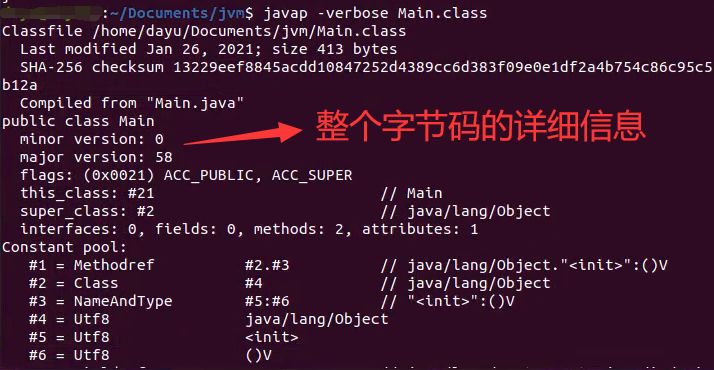 :~/Documents/jvm$ javap -verbose Main.class
Classfile /home/dayu/Documents/jvm/Main.class
Last modified Jan 26, 2021; size 413 bytes
SHA-256 checksum 13229eef8845acdd10847252d4389cc6d383f09e0e1df2a4b754c86c95c5
b12a
Compiled from "Main.java"
public class Main
minor version: 0
整个字节码的详细信息
major version: 58
flags: (0x0021) ACC_PUBLIC, ACC_SUPER
this_class: #21 // Main
super_class: #2 // java/lang/Object
interfaces: 0, fields: 0, methods: 2, attributes: 1
Constant pool:
#1 = Methodref #2.#3 // java/lang/Object."<init>":()V
#2 = Class #4 // java/lang/Object
#3 = NameAndType #5:#6 // "<init>":()V
#4 = Utf8 java/lang/Object
#5 = Utf8 <init>
#6 = Utf8 ()V